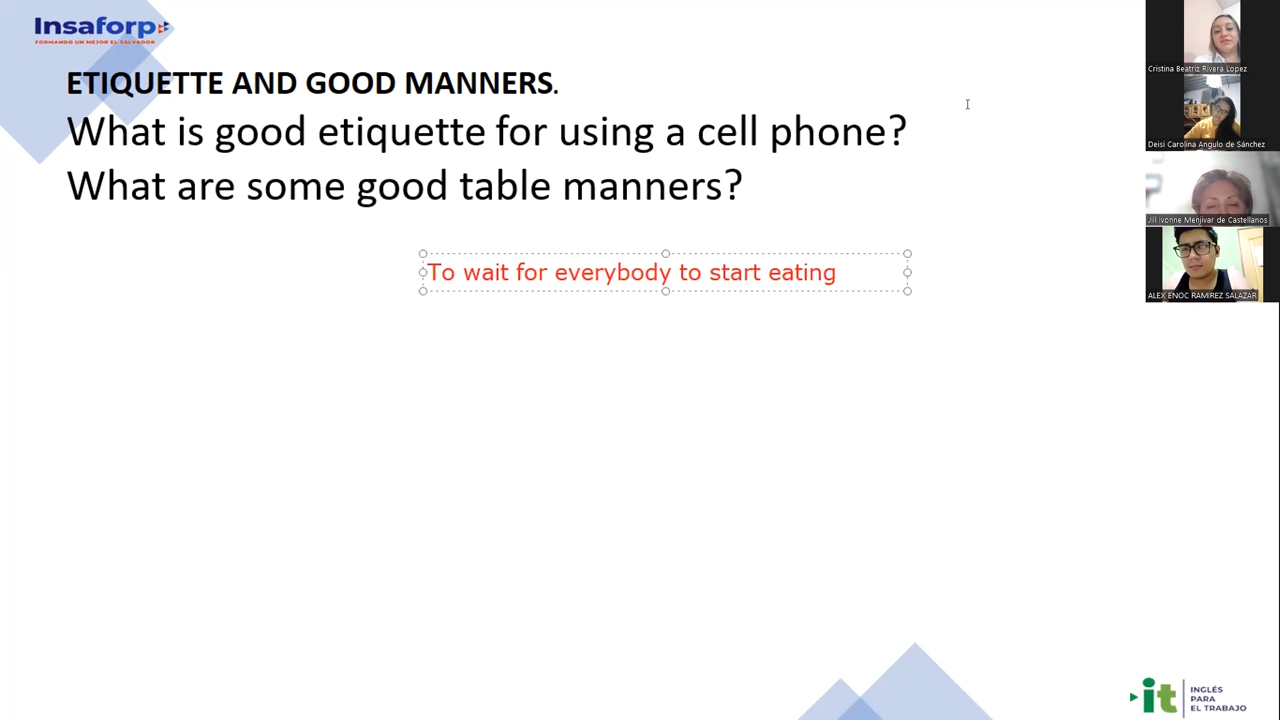 Insaforp
FORMANDO UN MEJOR EL SALVADOR
ETIQUETTE AND GOOD MANNERS.
What is good etiquette for using a cell phone?
What are some good table manners?
To wait for everybody to start eating
Cristina Beatriz Rivera Lopez
Deisi Carolina Angulo de Sánchez
Jill Ivonne Menjivar de Castellanos
ALEX ENOC RAMIREZ SALAZAR
it
INGLÉS
PARA
EL TRABAJO